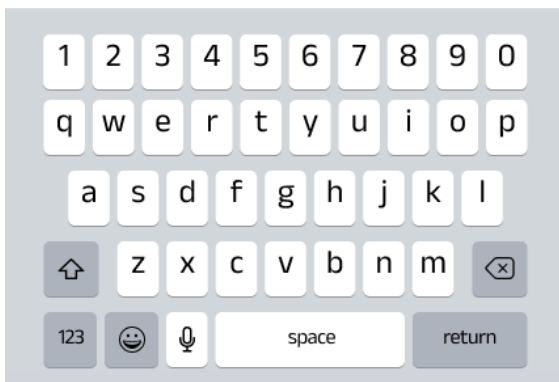 1 2 3 4 5 6 7 8 9 0
q w e r t y u i o p
a s d f g h j k l
z x c v b n m
123 space return